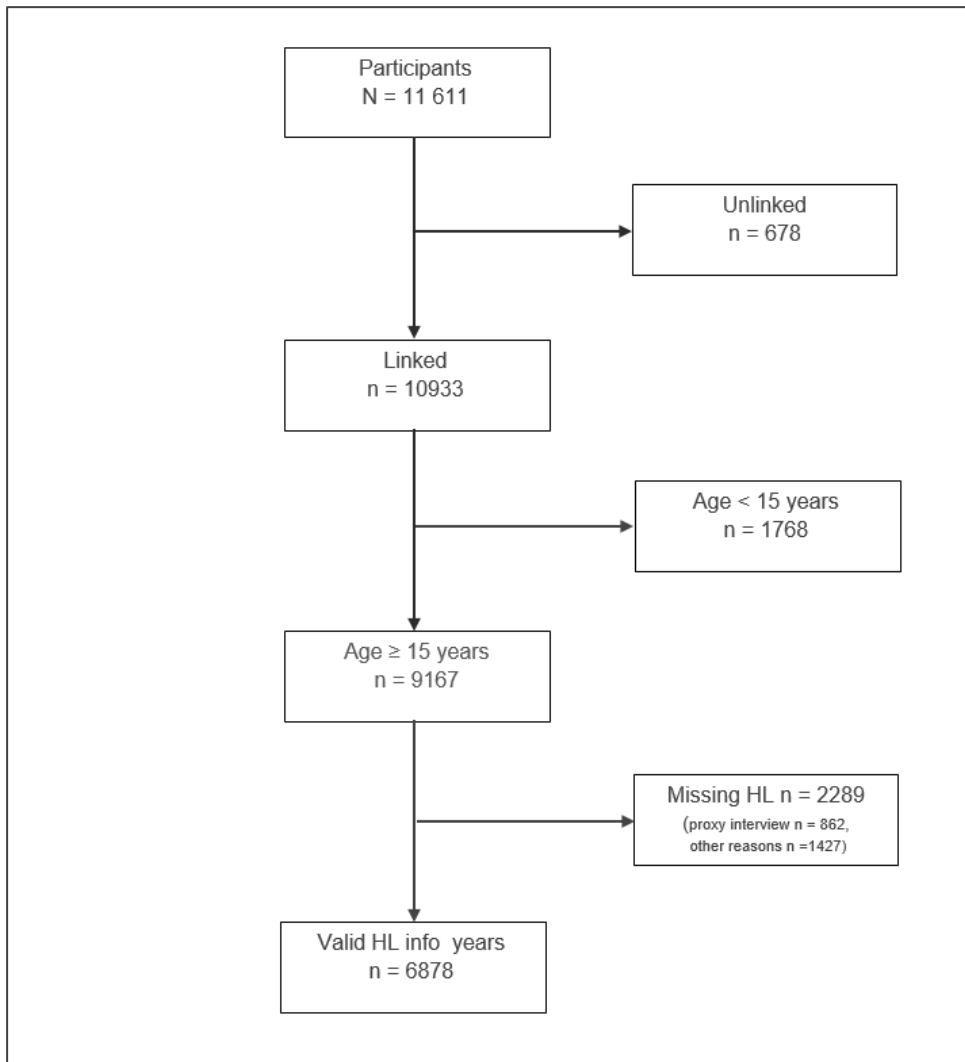 Participants
N = 11 611
Unlinked
n = 678
Linked
n = 10933
Age < 15 years
n = 1768
Age ≥ 15 years
n = 9167
Missing HL n = 2289
(proxy interview n = 862,
other reasons n =1427)
Valid HL info  years
n = 6878